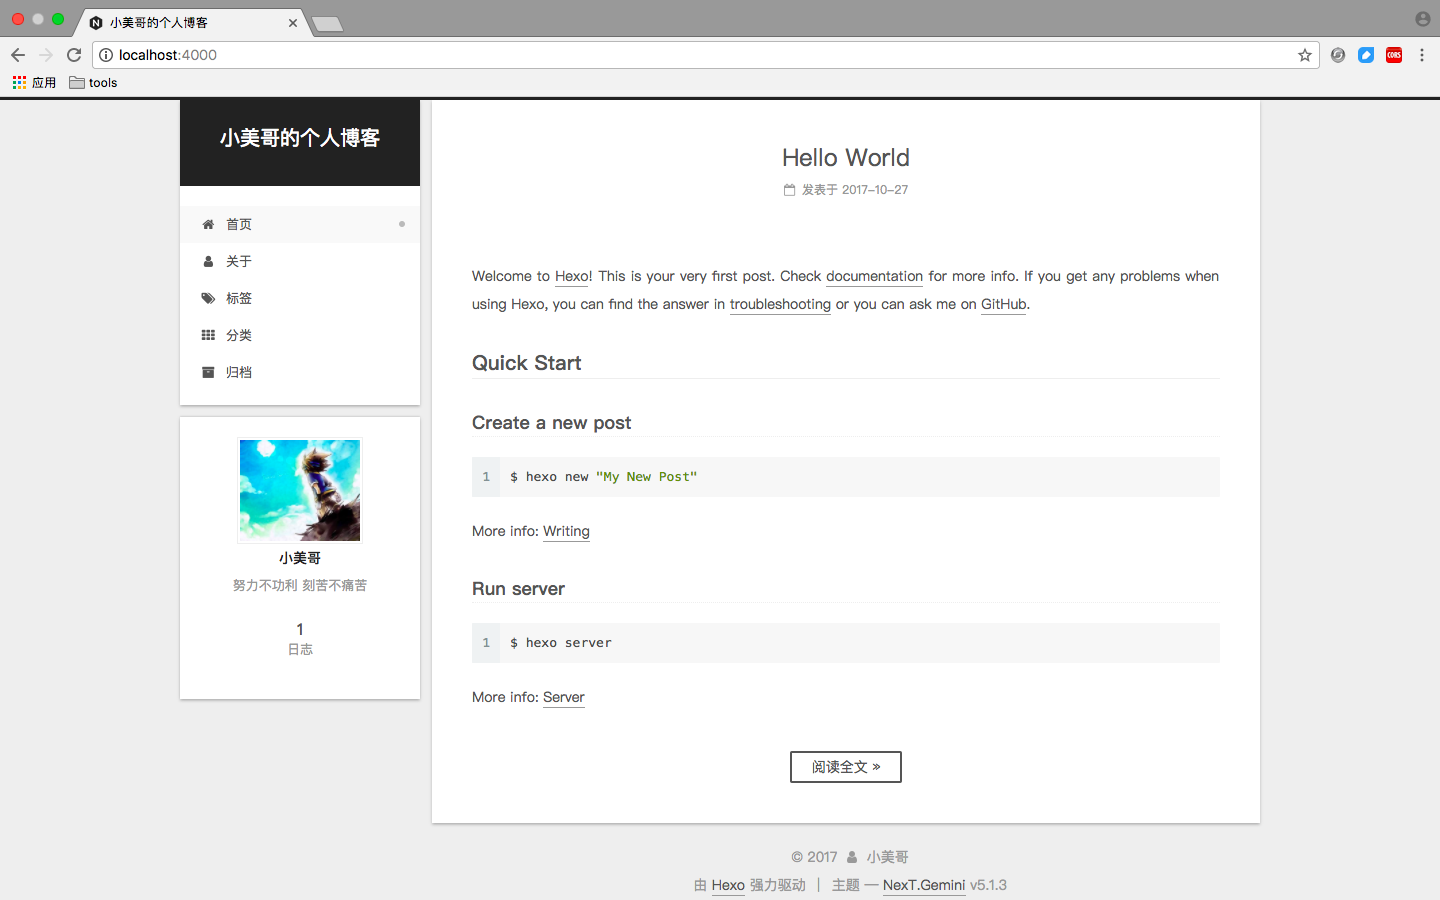 小美哥的个人博客
localhost:4000
CORS
应用
tools
小美哥的个人博客
首页
关于
标签
分类
归档
小美哥
努力不功利 刻苦不痛苦
1
日志
Hello World
发表于 2017-10-27
Welcome to Hexo! This is your very first post. Check documentation for more info. If you get any problems when
using Hexo, you can find the answer in troubleshooting or you can ask me on GitHub.
Quick Start
Create a new post
1 $ hexo new "My New Post"
More info: Writing
Run server
1 $ hexo server
More info: Server
阅读全文 »
© 2017 小美哥
由 Hexo 强力驱动 | 主题 — NexT.Gemini v5.1.3